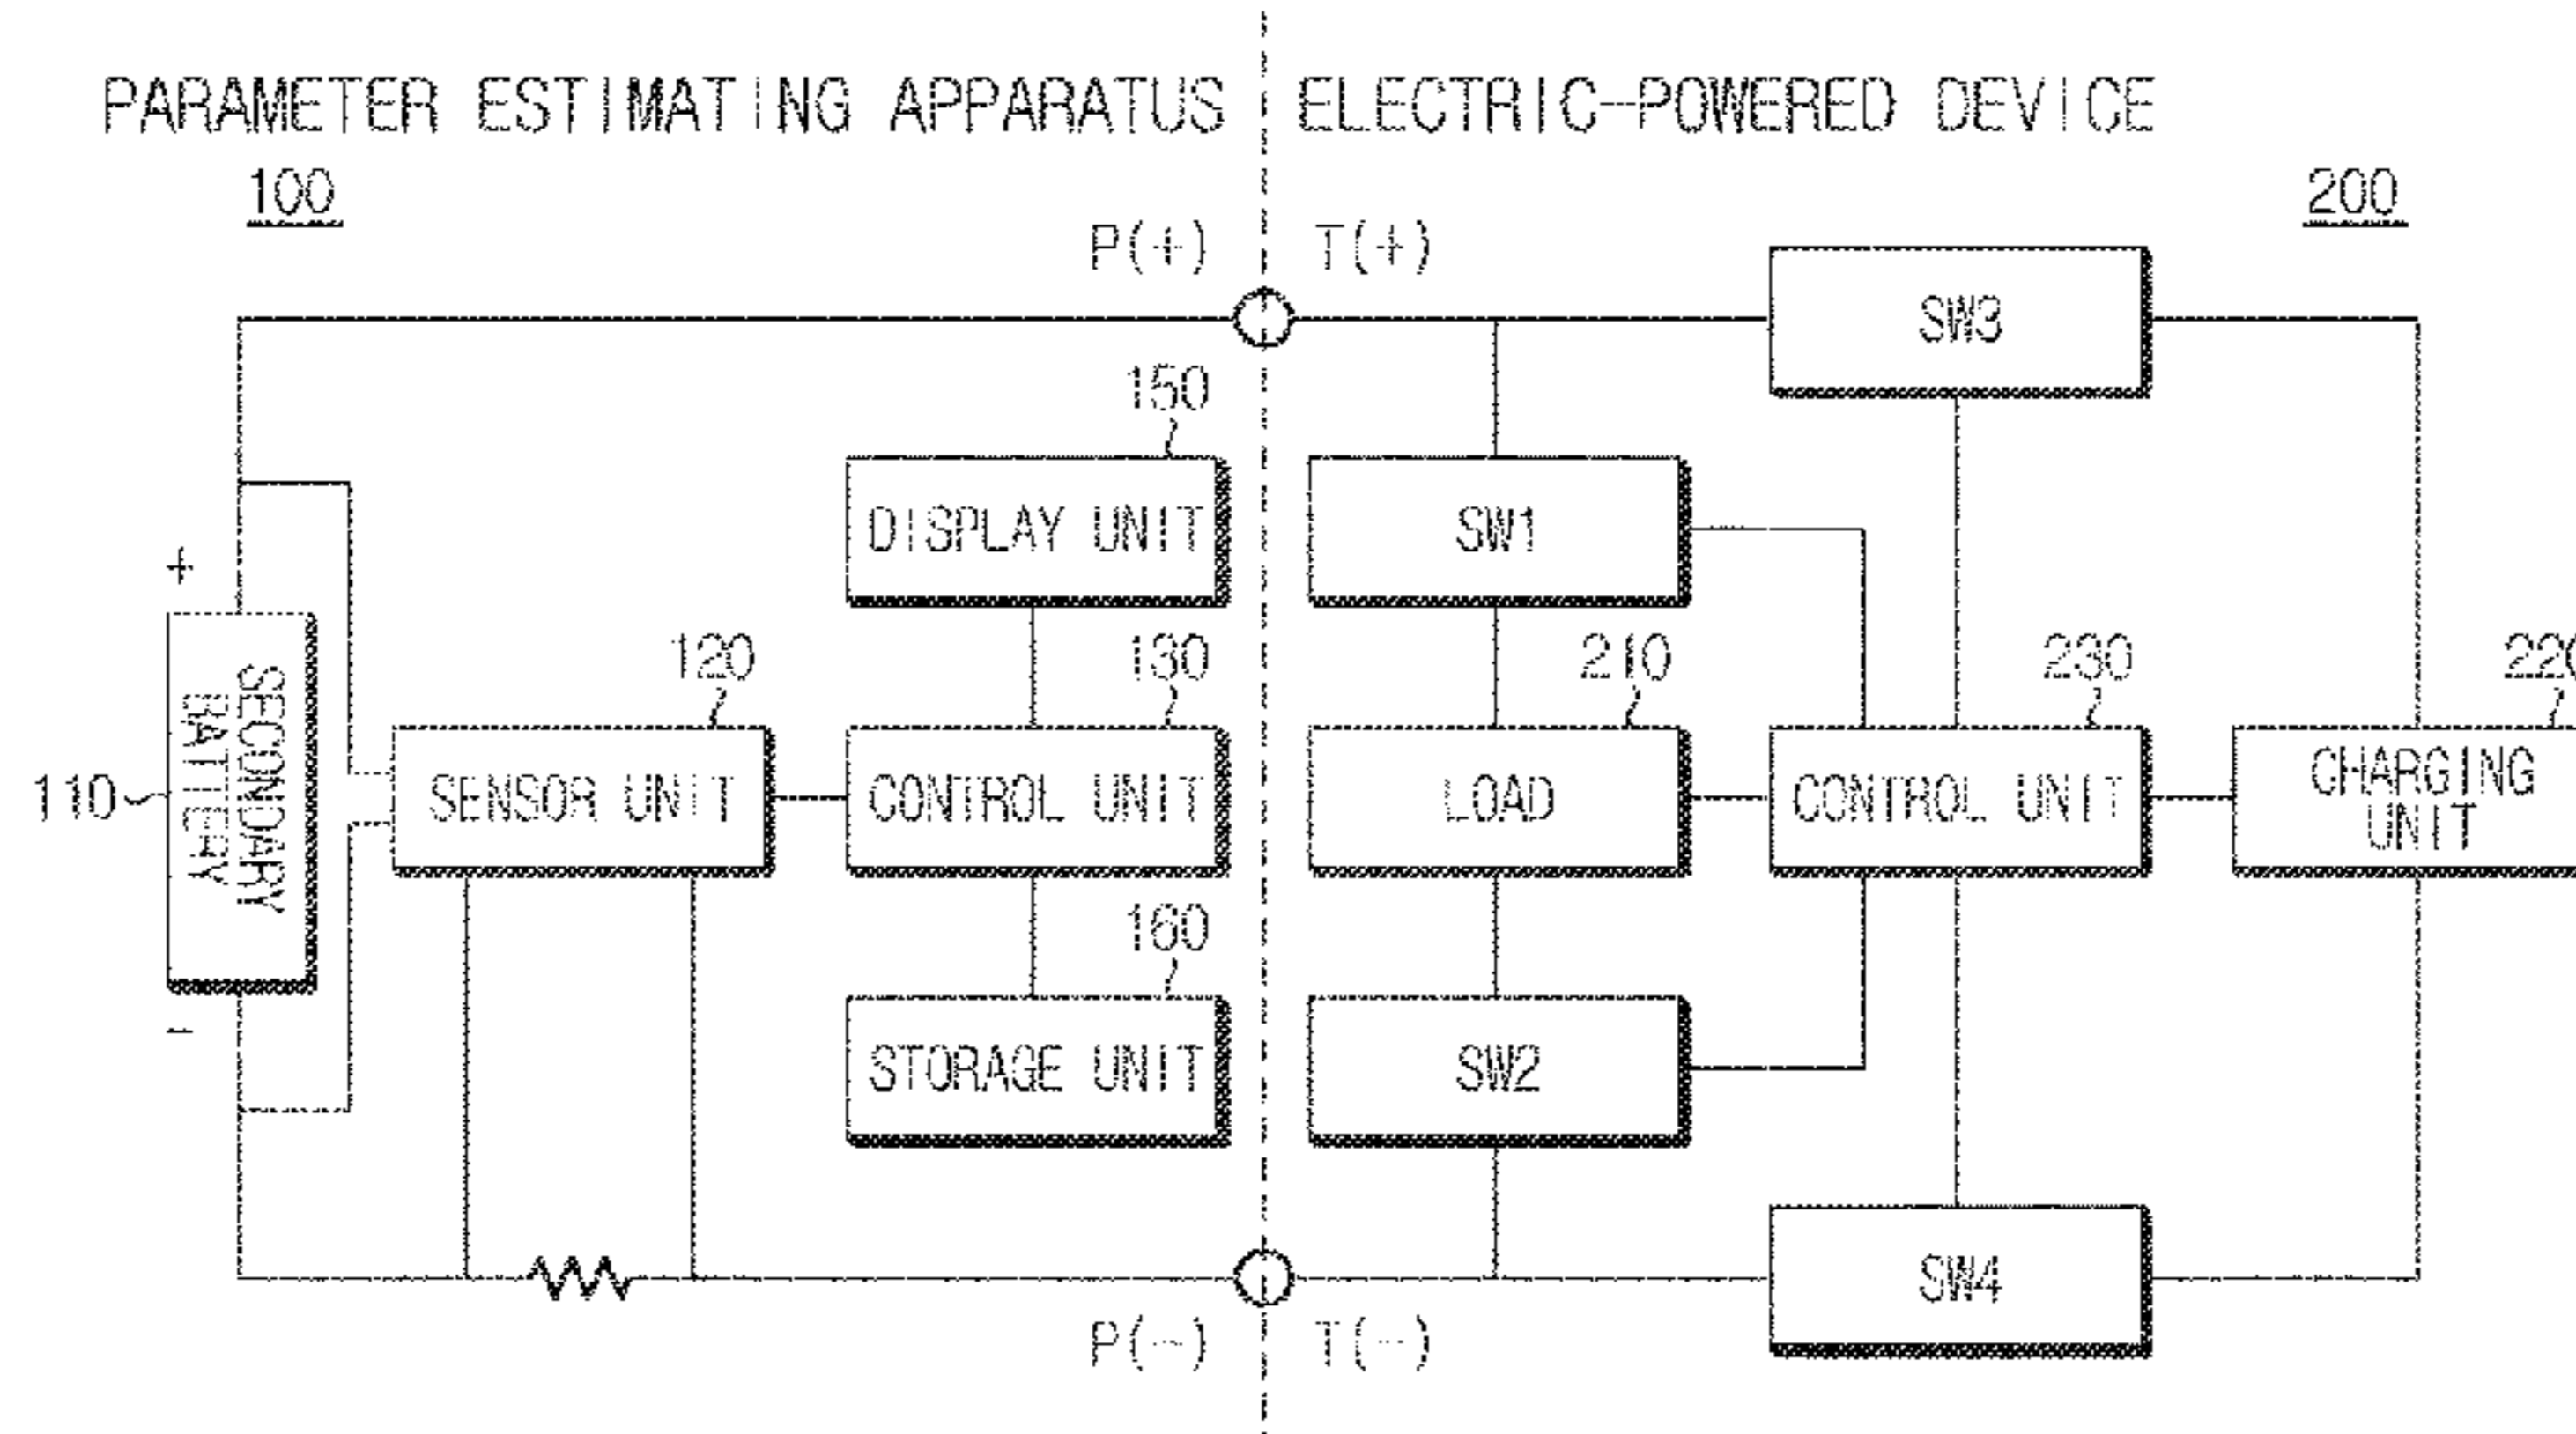 PARAMETER ESTIMATING APPARATUS
ELECTRIC-POWERED DEVICE
100
200
P(+)
T(+)
SW3
150
DISPLAY UNIT
SW1
+
SECONDARY
BATTERY
110
-
120
SENSOR UNIT
130
CONTROL UNIT
210
LOAD
230
CONTROL UNIT
220
CHARGING
UNIT
160
STORAGE UNIT
SW2
SW4
P(-)
T(-)